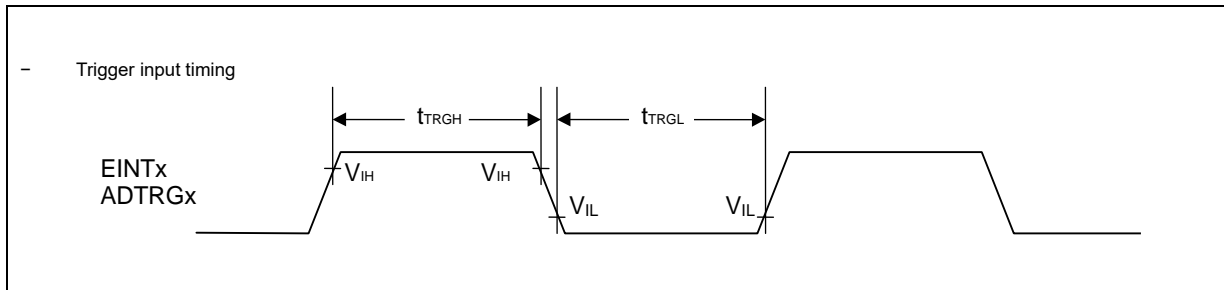 – Trigger input timing
tTRGH tTRGL
EINTx
ADTRGx
VIH VIH
VIL VIL